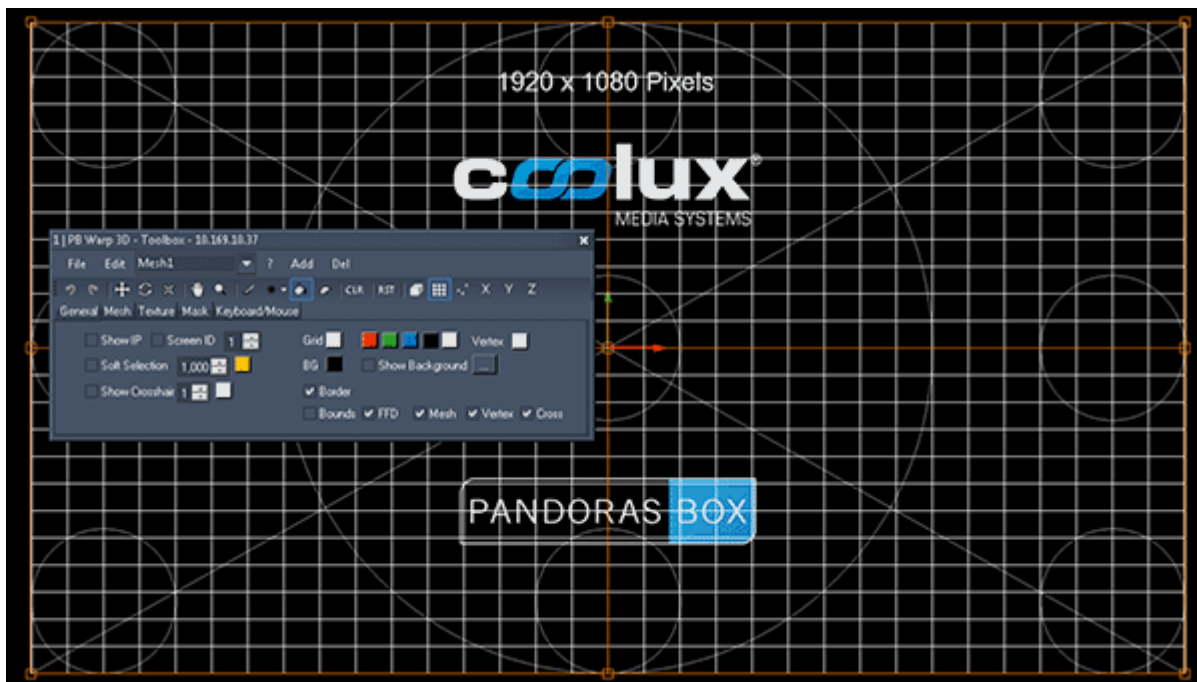 1920 x 1080 Pixels
coolux®
MEDIA SYSTEMS
1 | PB Warp 3D - Toolbox - 10.169.10.37
File Edit Mesh1 ? Add Del
CLR RST X Y Z
General Mesh Texture Mask Keyboard/Mouse
Show IP Screen ID 1 Grid Vertex
Soft Selection 1,000 BG Show Background ...
Show Crosshair 1 Border
Bounds FFD Mesh Vertex Cross
PANDORAS BOX